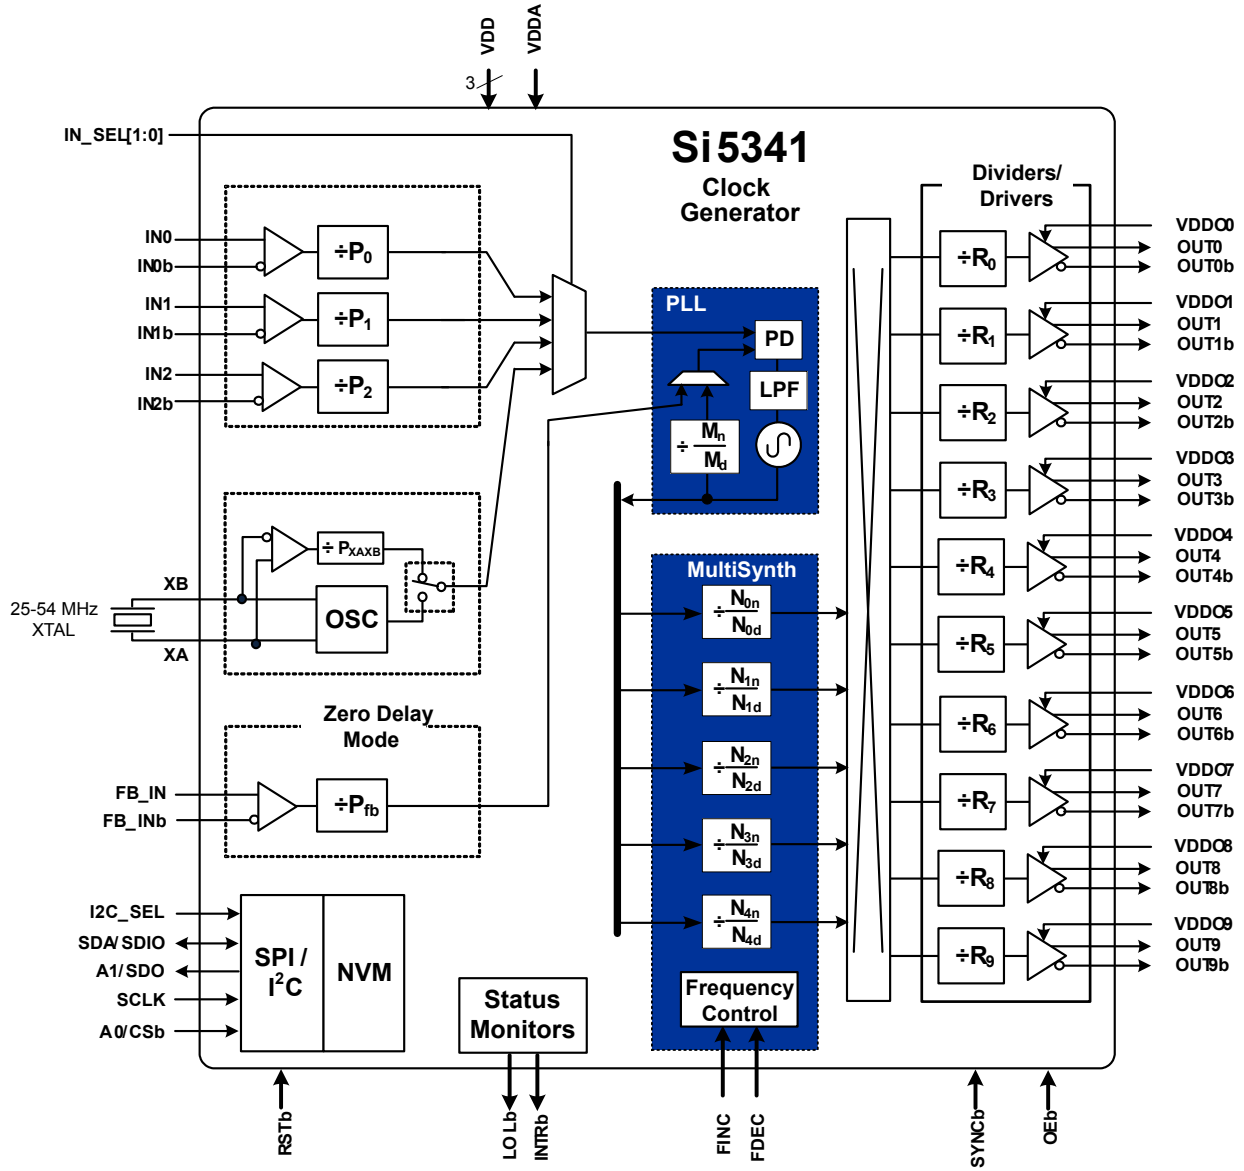 VDD
VDDA
3
IN_SEL[1:0]
Si5341
Clock
Generator
Dividers/
Drivers
IN0
IN0b
÷P0
IN1
IN1b
÷P1
IN2
IN2b
÷P2
PLL
PD
LPF
÷ Mn
Md
25-54 MHz
XTAL
XB
XA
÷ PXAXB
OSC
MultiSynth
÷ N0n
N0d
÷ N1n
N1d
÷ N2n
N2d
÷ N3n
N3d
÷ N4n
N4d
Frequency
Control
Zero Delay
Mode
FB_IN
FB_INb
÷Pfb
I2C_SEL
SDA/SDIO
A1/SDO
SCLK
A0/CSb
SPI /
I²C
NVM
Status
Monitors
÷R0
VDDO0
OUT0
OUT0b
÷R1
VDDO1
OUT1
OUT1b
÷R2
VDDO2
OUT2
OUT2b
÷R3
VDDO3
OUT3
OUT3b
÷R4
VDDO4
OUT4
OUT4b
÷R5
VDDO5
OUT5
OUT5b
÷R6
VDDO6
OUT6
OUT6b
÷R7
VDDO7
OUT7
OUT7b
÷R8
VDDO8
OUT8
OUT8b
÷R9
VDDO9
OUT9
OUT9b
RSTb
LOLb
INTRb
FINC
FDEC
SYNCb
OEb